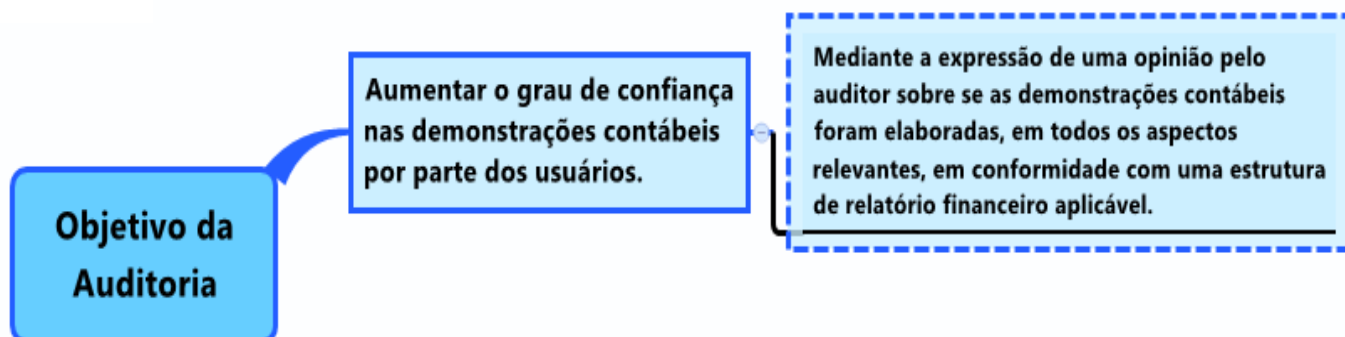 Objetivo da
Auditoria
Aumentar o grau de confiança
nas demonstrações contábeis
por parte dos usuários.
Mediante a expressão de uma opinião pelo
auditor sobre se as demonstrações contábeis
foram elaboradas, em todos os aspectos
relevantes, em conformidade com uma estrutura
de relatório financeiro aplicável.